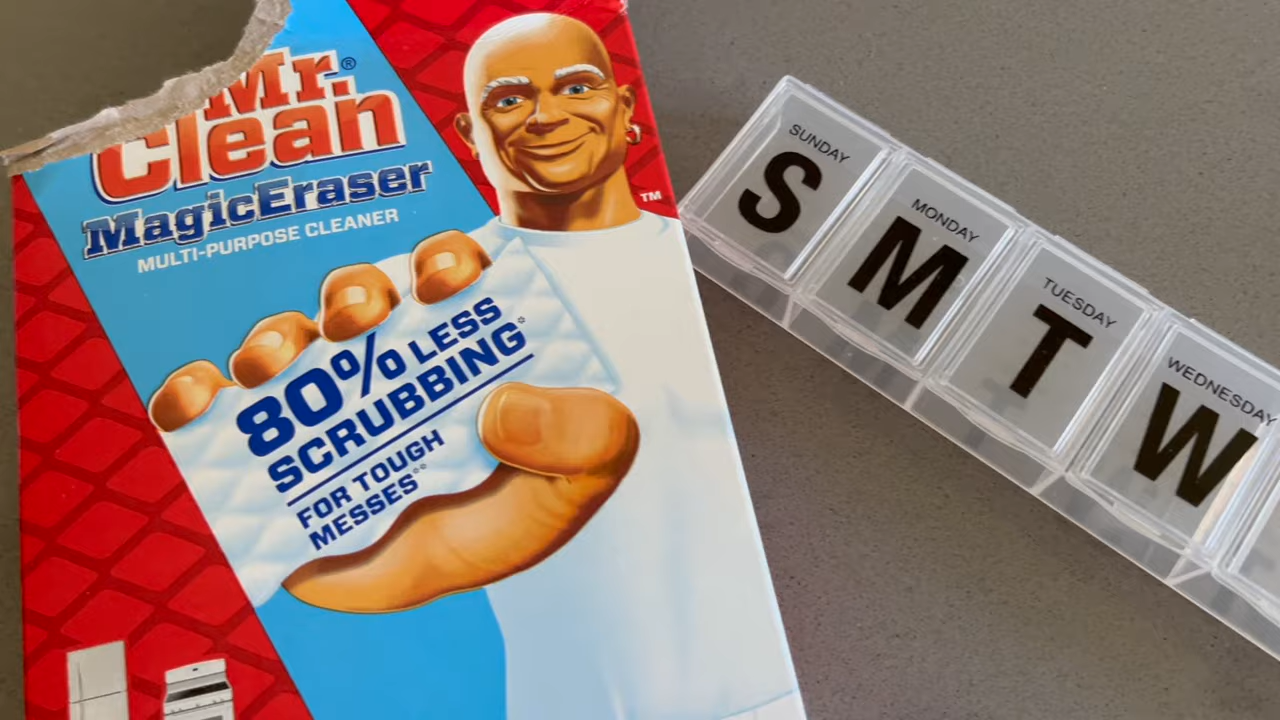 Mr.®
Clean
MagicEraser
MULTI-PURPOSE CLEANER
80% LESS
SCRUBBING*
FOR TOUGH
MESSES**
TM
SUNDAY
S
MONDAY
M
TUESDAY
T
WEDNESDAY
W